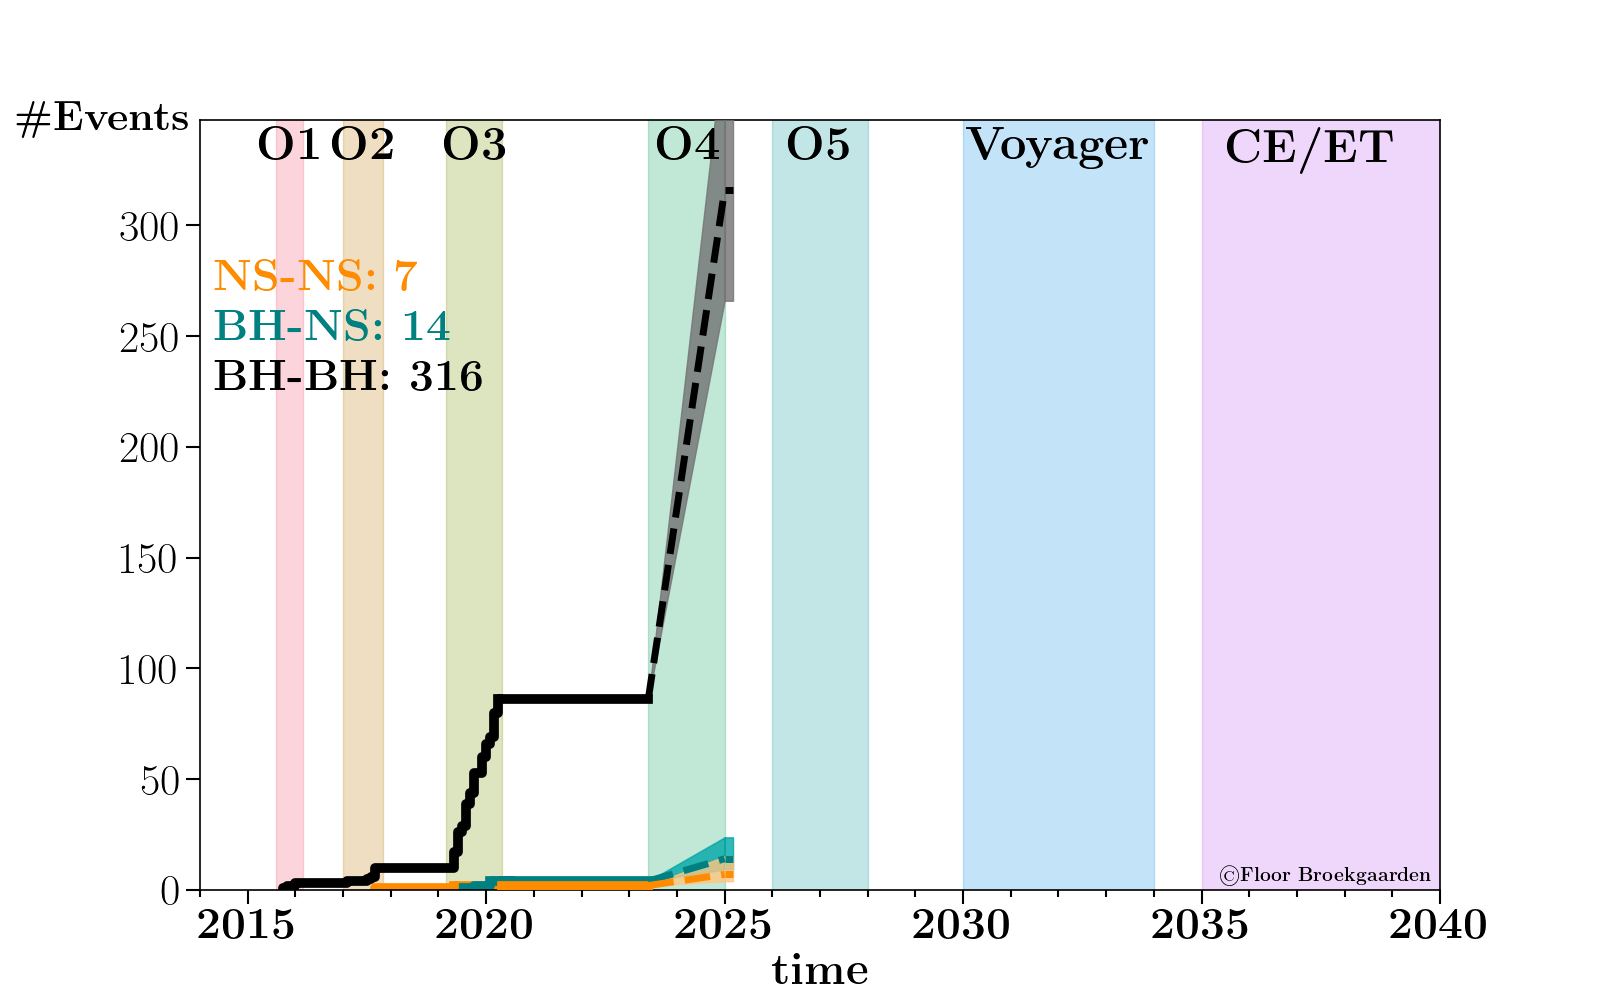 #Events
O1 O2 O3 O4 O5 Voyager CE/ET
300
NS-NS: 7
250
BH-NS: 14
BH-BH: 316
200
150
100
50
©Floor Broekgaarden
0
2015 2020 2025 2030 2035 2040
time